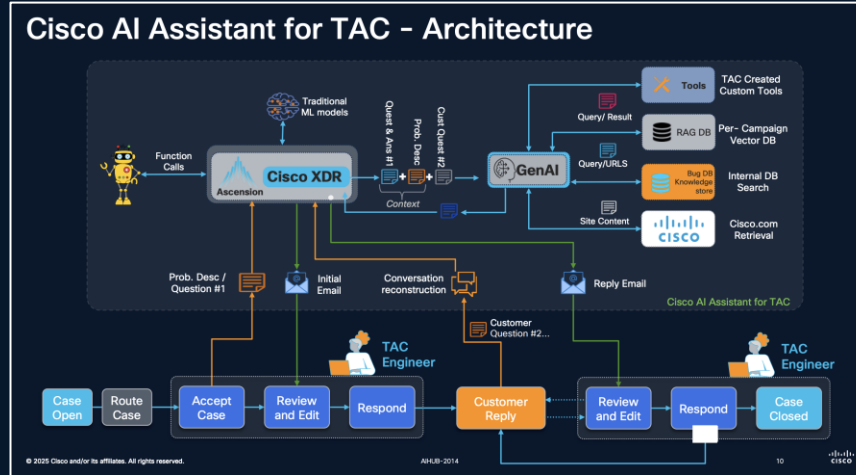 Cisco AI Assistant for TAC - Architecture
Traditional
ML models
Function
Calls
Ascension
Cisco XDR
Quest & Ans #1
Prob. Desc
Cust Quest #2
+
+
Context
GenAI
Query/ Result
Query/URLS
Site Content
Tools
TAC Created
Custom Tools
RAG DB
Per- Campaign
Vector DB
Bug DB
Knowledge
store
Internal DB
Search
CISCO
Cisco.com
Retrieval
Prob. Desc /
Question #1
Initial
Email
Conversation
reconstruction
Reply Email
Cisco AI Assistant for TAC
Customer
Question #2...
TAC
Engineer
TAC
Engineer
Case
Open
Route
Case
Accept
Case
Review
and Edit
Respond
Customer
Reply
Review
and Edit
Respond
Case
Closed
© 2025 Cisco and/or its affiliates. All rights reserved.
AIHUB-2014
10
CISCO